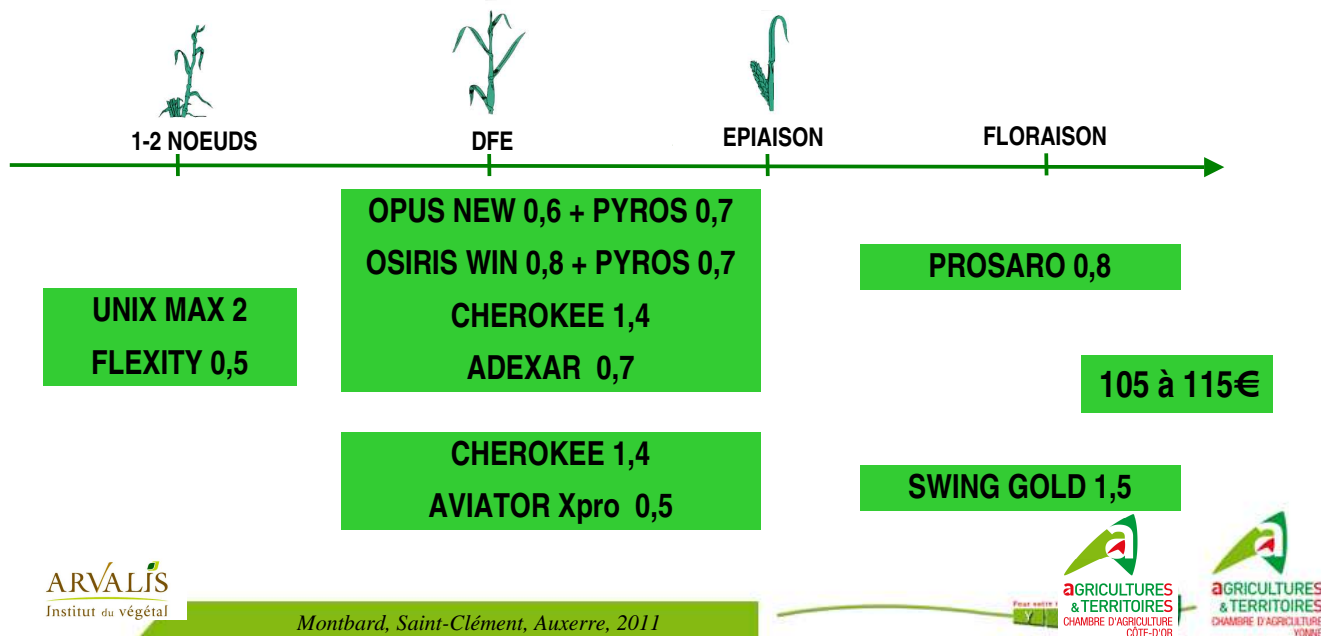 1-2 NOEUDS
DFE
EPIAISON
FLORAISON
UNIX MAX 2
FLEXITY 0,5
OPUS NEW 0,6 + PYROS 0,7
OSIRIS WIN 0,8 + PYROS 0,7
CHEROKEE 1,4
ADEXAR 0,7
PROSARO 0,8
105 à 115€
CHEROKEE 1,4
AVIATOR Xpro 0,5
SWING GOLD 1,5
ARVALIS
Institut du végétal
Montbard, Saint-Clément, Auxerre, 2011
Pour votre
Y
aGRICULTURES
& TERRITOIRES
CHAMBRE D'AGRICULTURE
CÔTE-D'OR
aGRICULTURES
& TERRITOIRES
CHAMBRE D'AGRICULTURE
YONNE